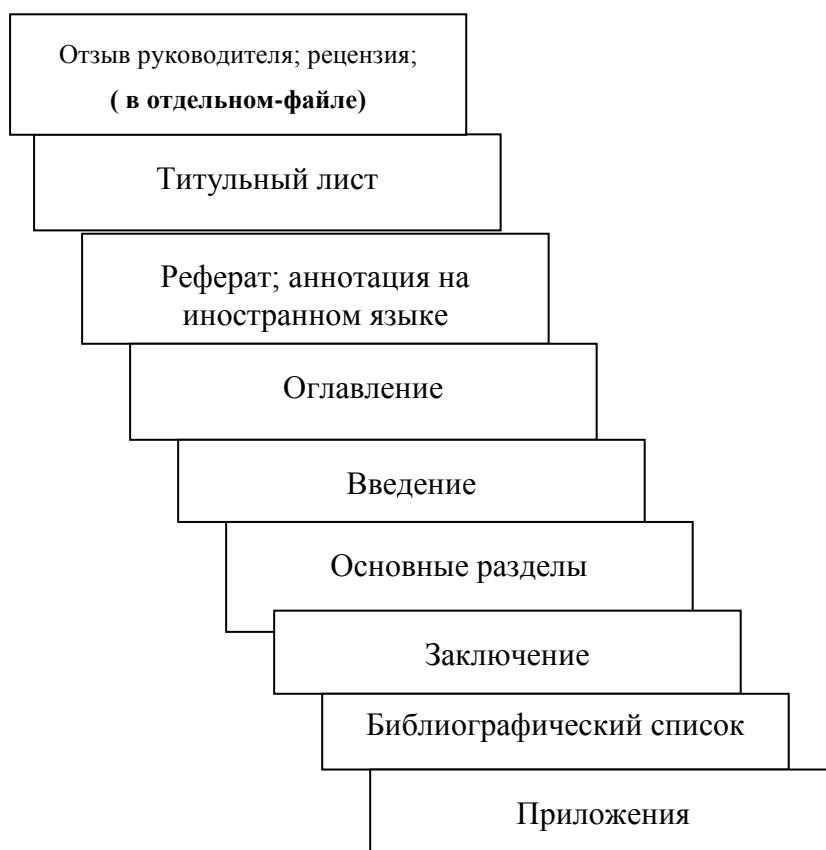 Отзыв руководителя; рецензия;
( в отдельном-файле)
Титульный лист
Реферат; аннотация на
иностранном языке
Оглавление
Введение
Основные разделы
Заключение
Библиографический список
Приложения